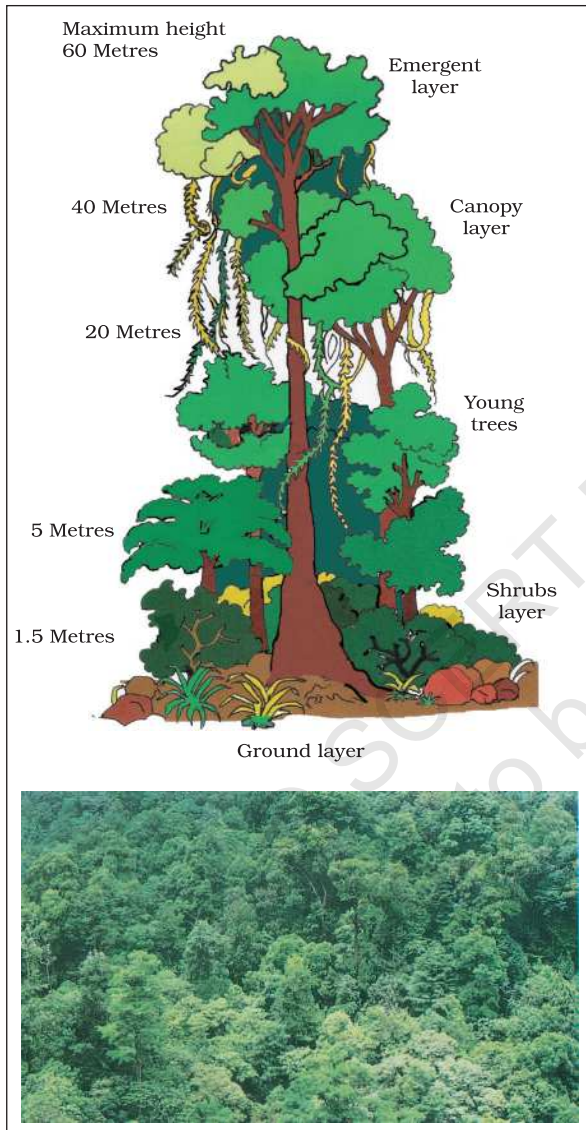 Maximum height
60 Metres
Emergent
layer
40 Metres
Canopy
layer
20 Metres
Young
trees
5 Metres
Shrubs
layer
1.5 Metres
Ground layer